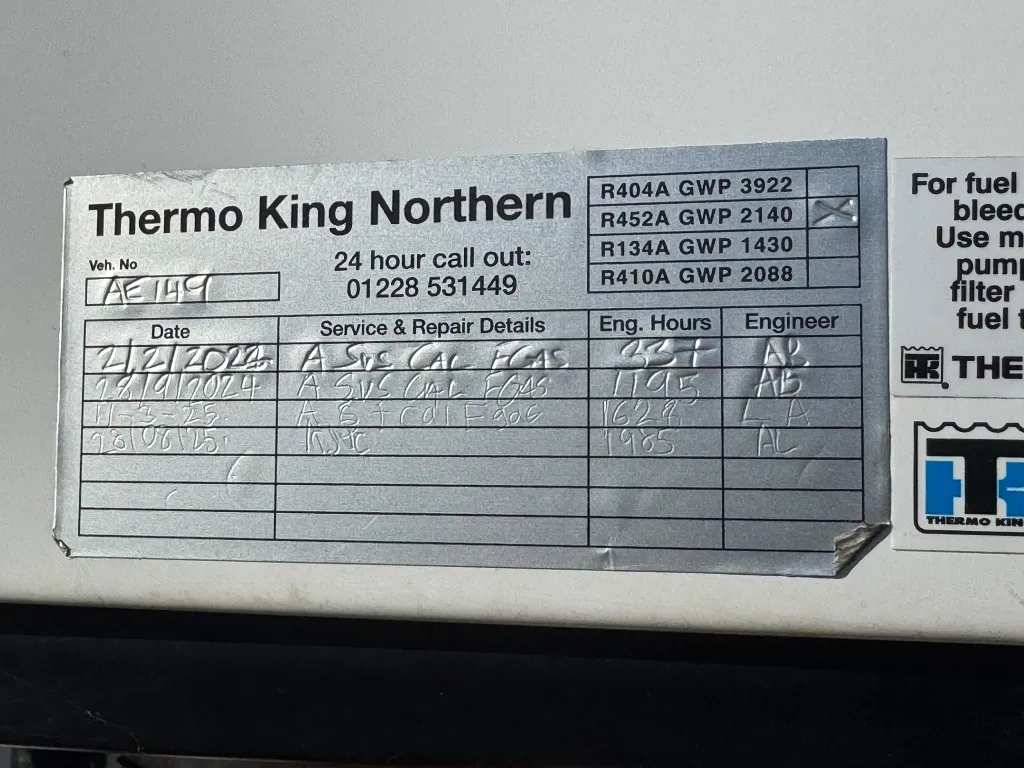 Thermo King Northern
R404A GWP 3922
R452A GWP 2140 X
R134A GWP 1430
R410A GWP 2088
24 hour call out:
01228 531449
Veh. No
AE149
Date Service & Repair Details Eng. Hours Engineer
A SVS CAL FGAS AB
28/9/2024 A SVS CAL FGAS 1195 AB
11-3-25. Fgas 1628 LA
28/08/25. 1985 AL
For fuel
bleed
Use m
pump
filter
fuel t
TK THE
THERMO KIN